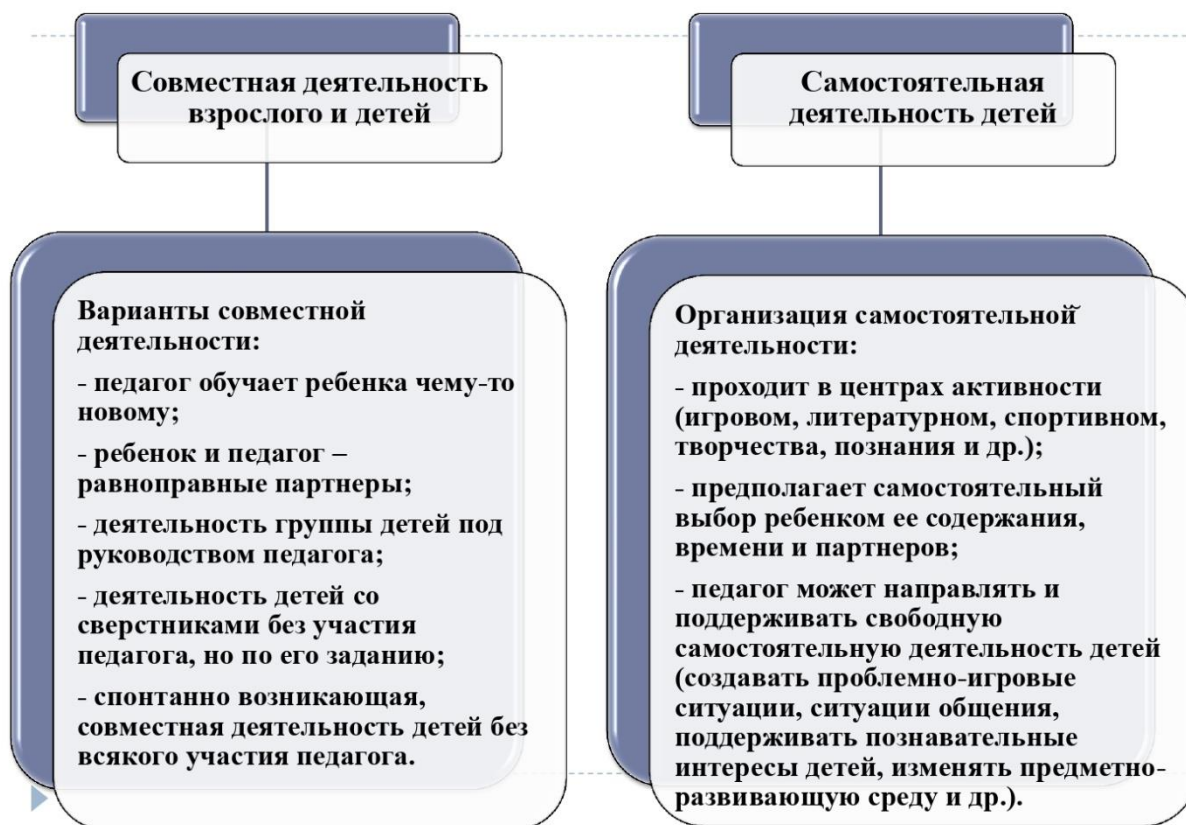 Совместная деятельность
взрослого и детей
Варианты совместной
деятельности:
- педагог обучает ребенка чему-то
новому;
- ребенок и педагог –
равноправные партнеры;
- деятельность группы детей под
руководством педагога;
- деятельность детей со
сверстниками без участия
педагога, но по его заданию;
- спонтанно возникающая,
совместная деятельность детей без
всякого участия педагога.
Самостоятельная
деятельность детей
Организация самостоятельной
деятельности:
- проходит в центрах активности
(игровом, литературном, спортивном,
творчества, познания и др.);
- предполагает самостоятельный
выбор ребенком ее содержания,
времени и партнеров;
- педагог может направлять и
поддерживать свободную
самостоятельную деятельность детей
(создавать проблемно-игровые
ситуации, ситуации общения,
поддерживать познавательные
интересы детей, изменять предметно-
развивающую среду и др.).